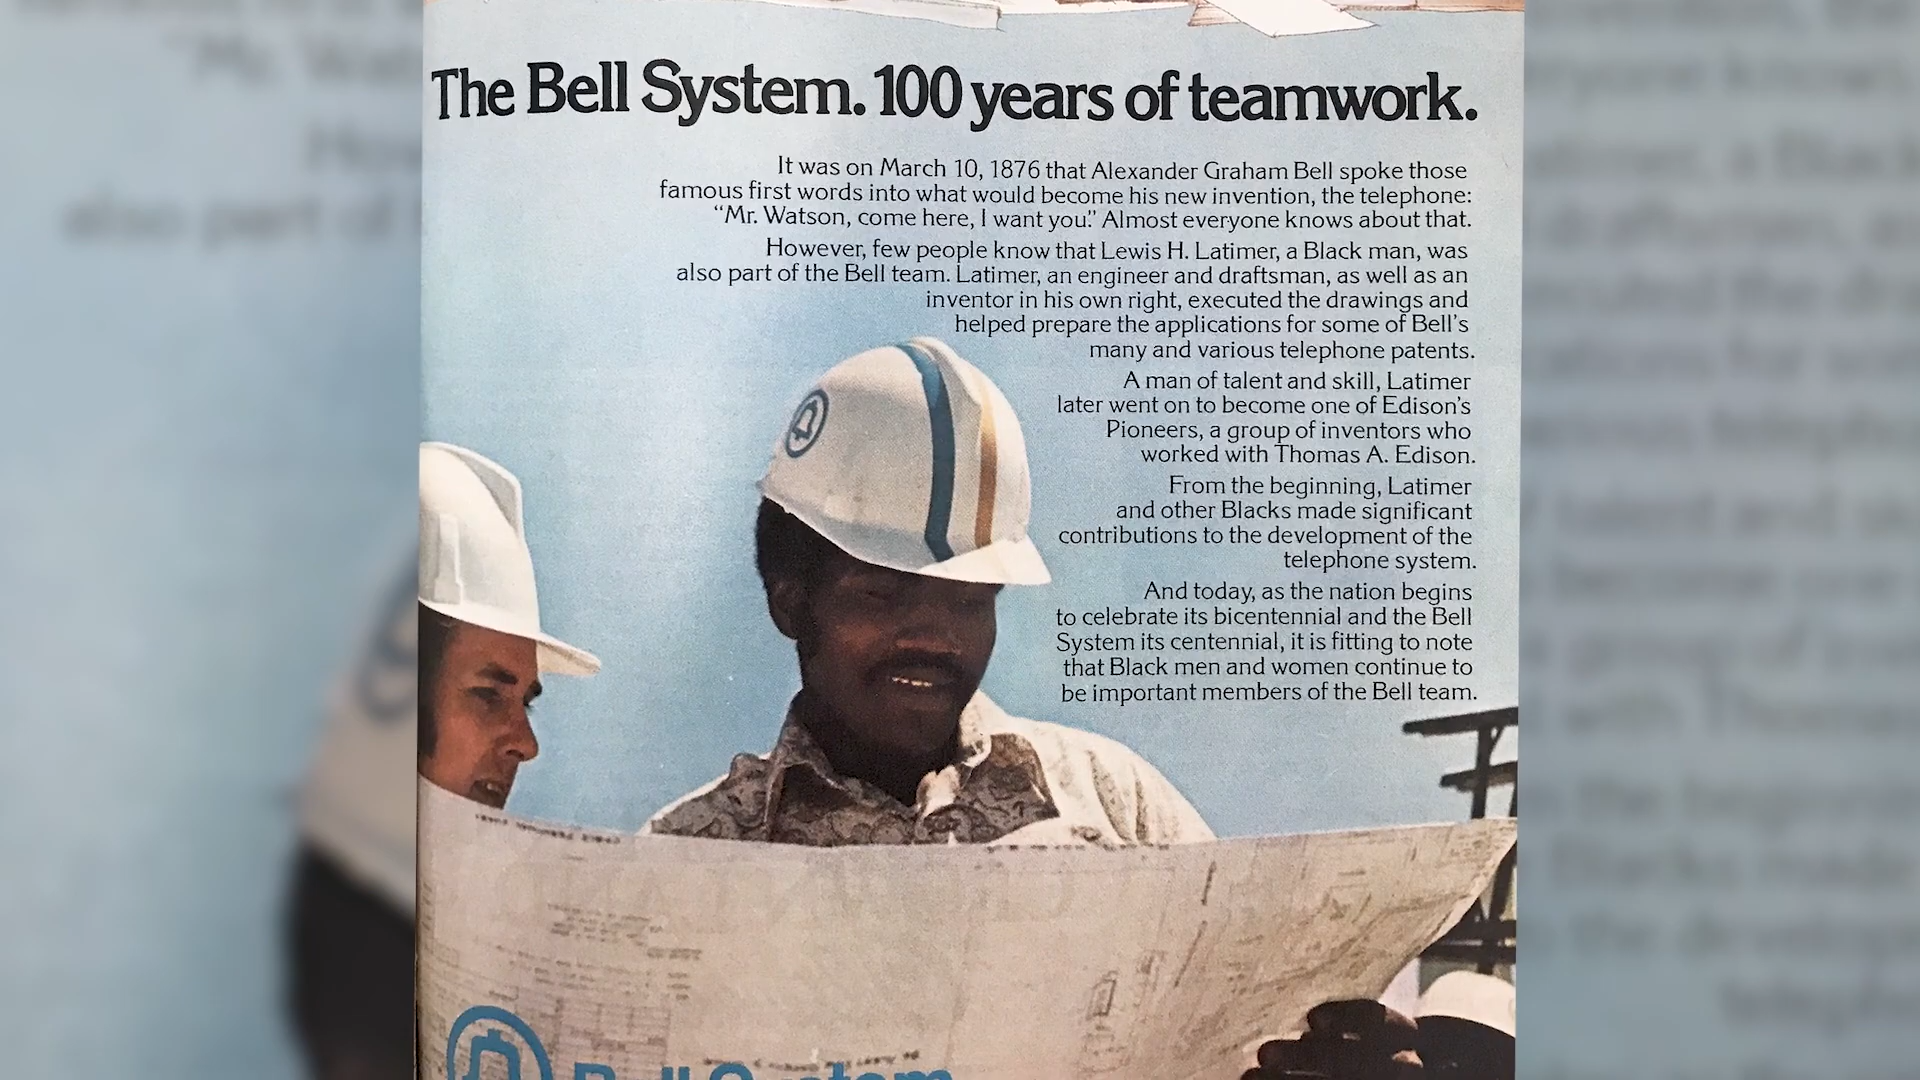 The Bell System. 100 years of teamwork.
It was on March 10, 1876 that Alexander Graham Bell spoke those
famous first words into what would become his new invention, the telephone:
“Mr. Watson, come here, I want you.” Almost everyone knows about that.
However, few people know that Lewis H. Latimer, a Black man, was
also part of the Bell team. Latimer, an engineer and draftsman, as well as an
inventor in his own right, executed the drawings and
helped prepare the applications for some of Bell’s
many and various telephone patents.
A man of talent and skill, Latimer
later went on to become one of Edison’s
Pioneers, a group of inventors who
worked with Thomas A. Edison.
From the beginning, Latimer
and other Blacks made significant
contributions to the development of the
telephone system.
And today, as the nation begins
to celebrate its bicentennial and the Bell
System its centennial, it is fitting to note
that Black men and women continue to
be important members of the Bell team.
Bell System